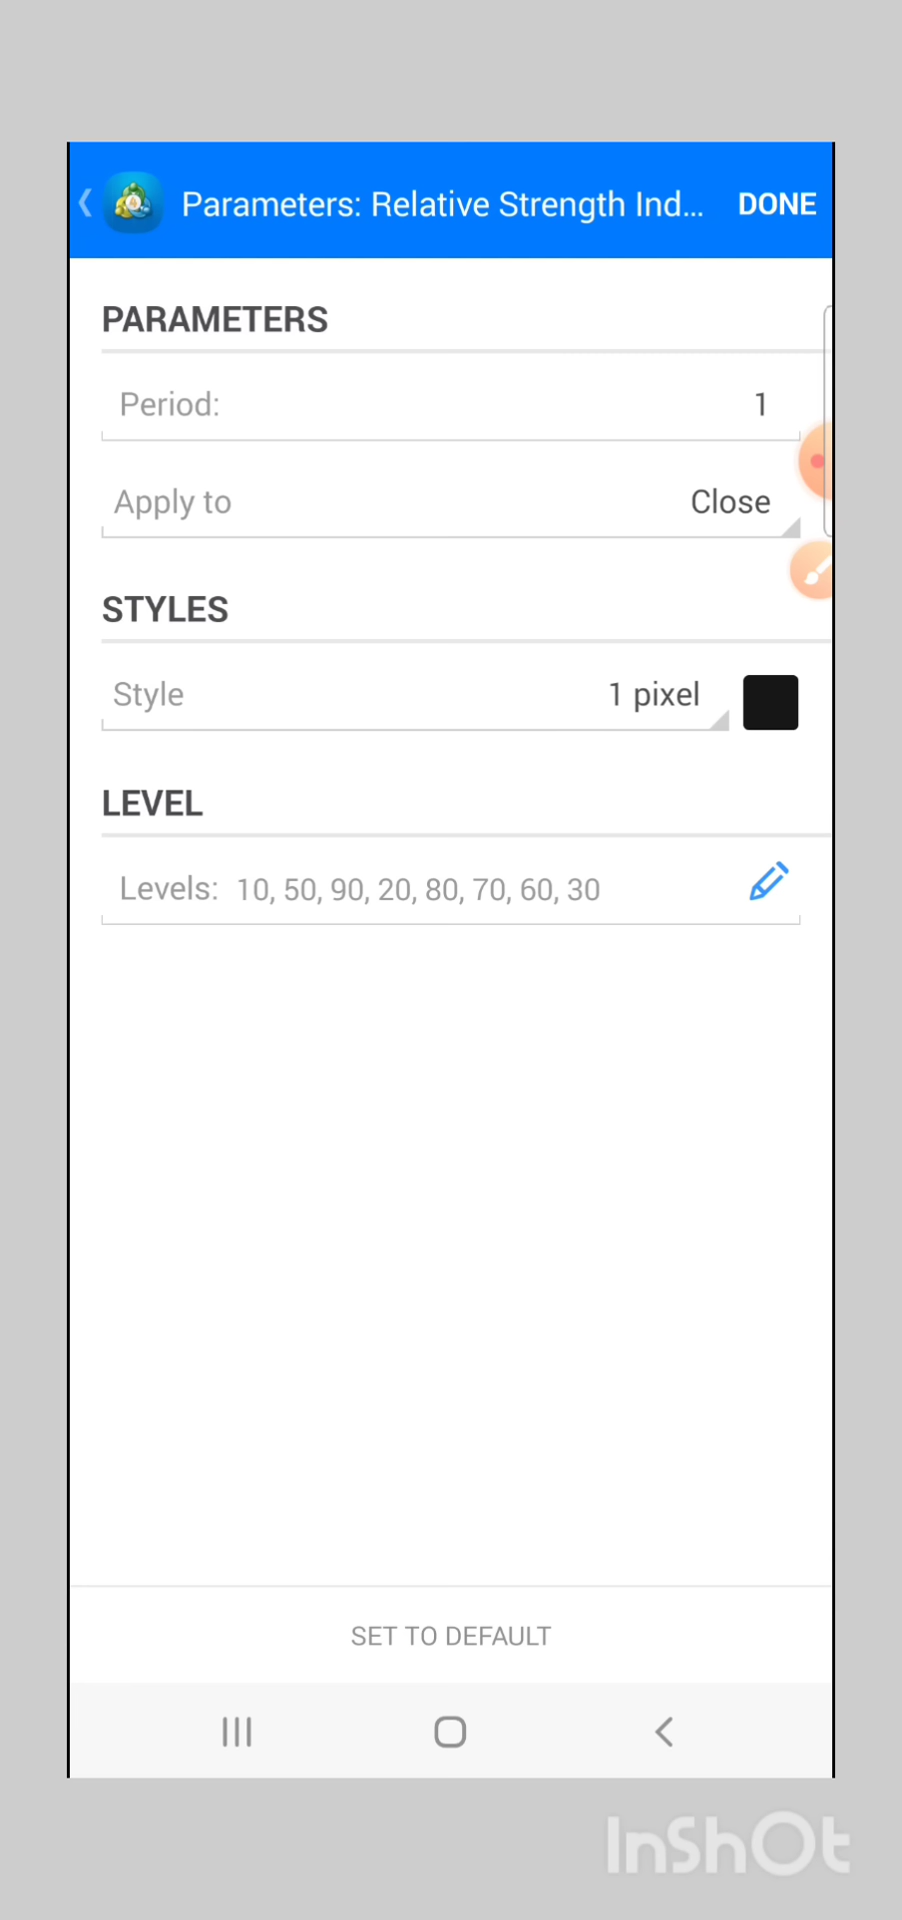 Parameters: Relative Strength Ind... DONE
PARAMETERS
Period: 1
Apply to Close
STYLES
Style 1 pixel
LEVEL
Levels: 10, 50, 90, 20, 80, 70, 60, 30
SET TO DEFAULT
InShOt